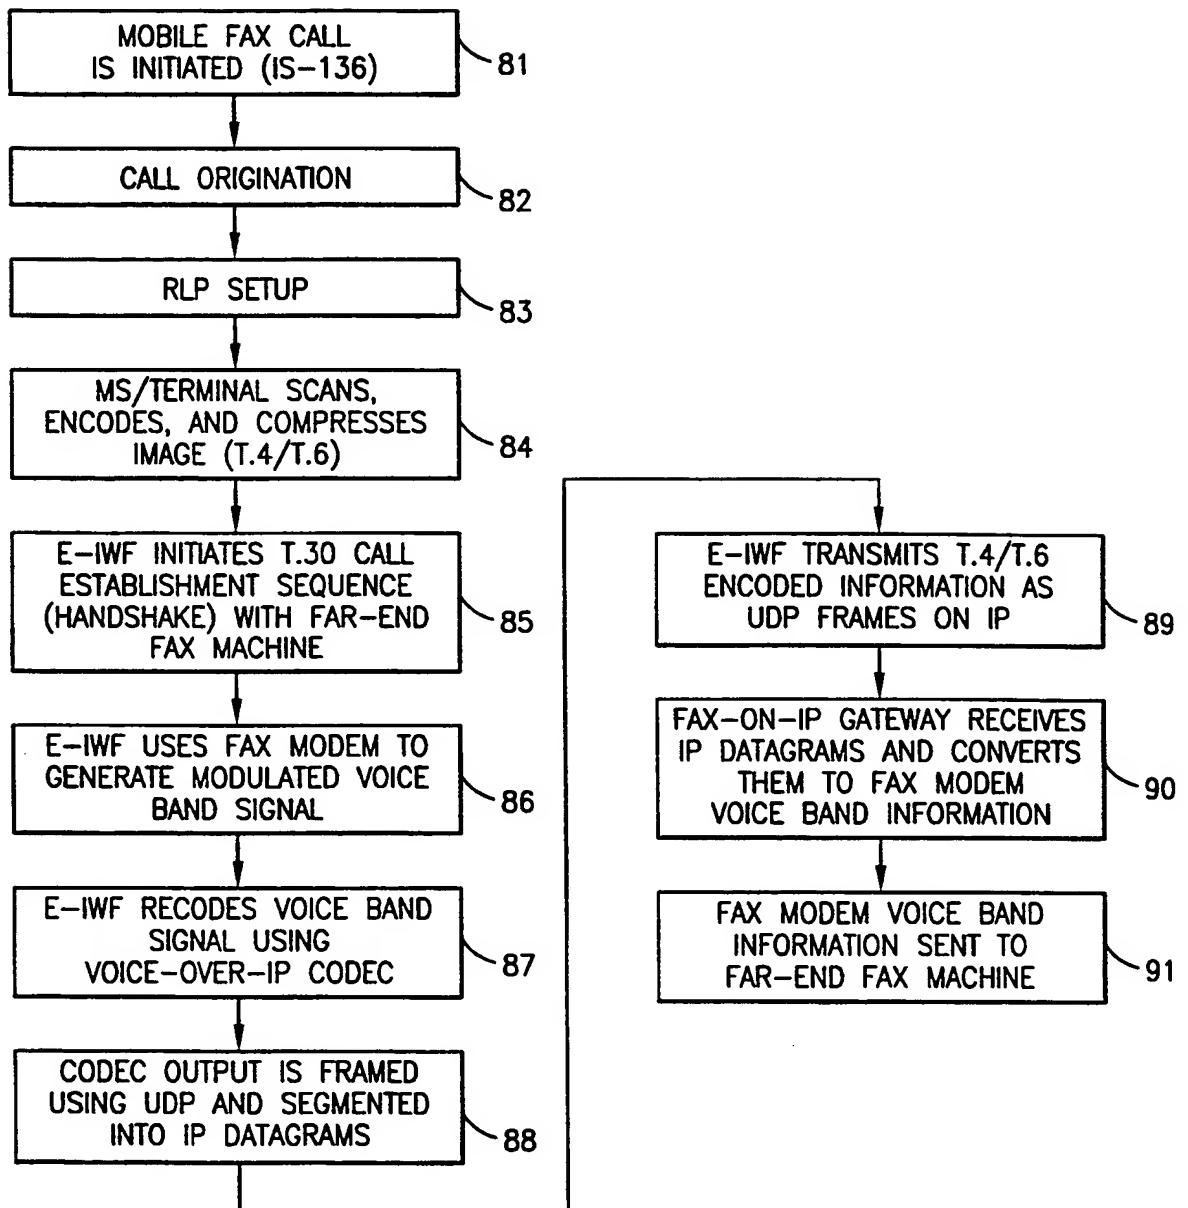 MOBILE FAX CALL
IS INITIATED (IS-136)
81
CALL ORIGINATION
82
RLP SETUP
83
MS/TERMINAL SCANS,
ENCODES, AND COMPRESSES
IMAGE (T.4/T.6)
84
E-IWF INITIATES T.30 CALL
ESTABLISHMENT SEQUENCE
(HANDSHAKE) WITH FAR-END
FAX MACHINE
85
E-IWF USES FAX MODEM TO
GENERATE MODULATED VOICE
BAND SIGNAL
86
E-IWF RECODES VOICE BAND
SIGNAL USING
VOICE-OVER-IP CODEC
87
CODEC OUTPUT IS FRAMED
USING UDP AND SEGMENTED
INTO IP DATAGRAMS
88
E-IWF TRANSMITS T.4/T.6
ENCODED INFORMATION AS
UDP FRAMES ON IP
89
FAX-ON-IP GATEWAY RECEIVES
IP DATAGRAMS AND CONVERTS
THEM TO FAX MODEM
VOICE BAND INFORMATION
90
FAX MODEM VOICE BAND
INFORMATION SENT TO
FAR-END FAX MACHINE
91